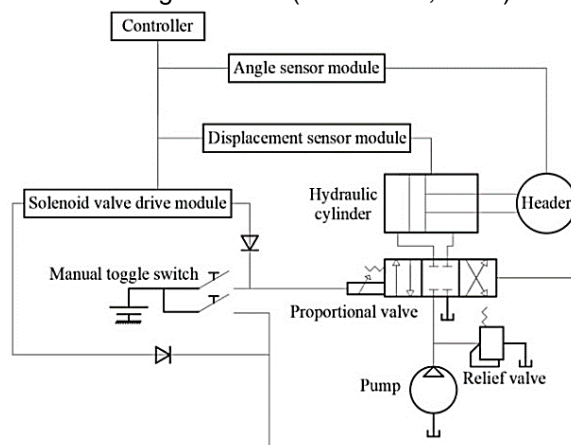 Controller
Angle sensor module
Displacement sensor module
Solenoid valve drive module
Hydraulic
cylinder
Header
Manual toggle switch
Proportional valve
Relief valve
Pump